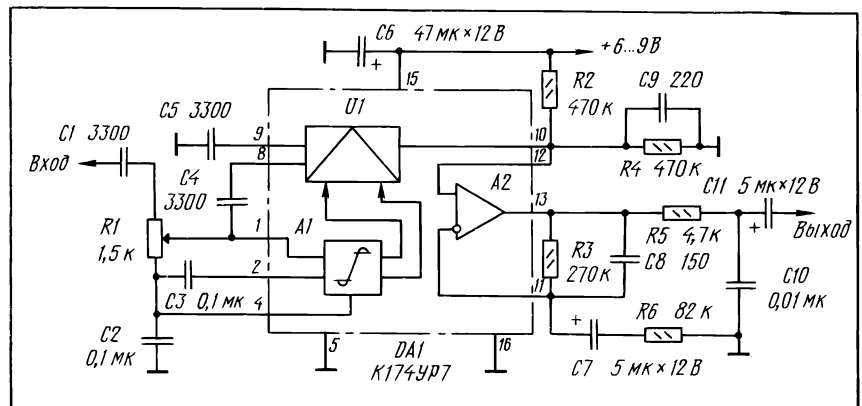 C6 47 мк × 12 В
+6...9 В
15
R2
470 к
C9 220
U1
C5 3300
9
10
C1 3300
8
12
R4 470 к
Вход
C4
3300
A2
C11 5 мк × 12 В
13
R1
1,5 к
1
A1
R5 4,7 к
Выход
R3
270 к
C8 150
2
C10
0,01 мк
C3 0,1 мк
11
4
R6 82 к
C2
0,1 мк
5
16
DA1
К174УР7
C7 5 мк × 12 В